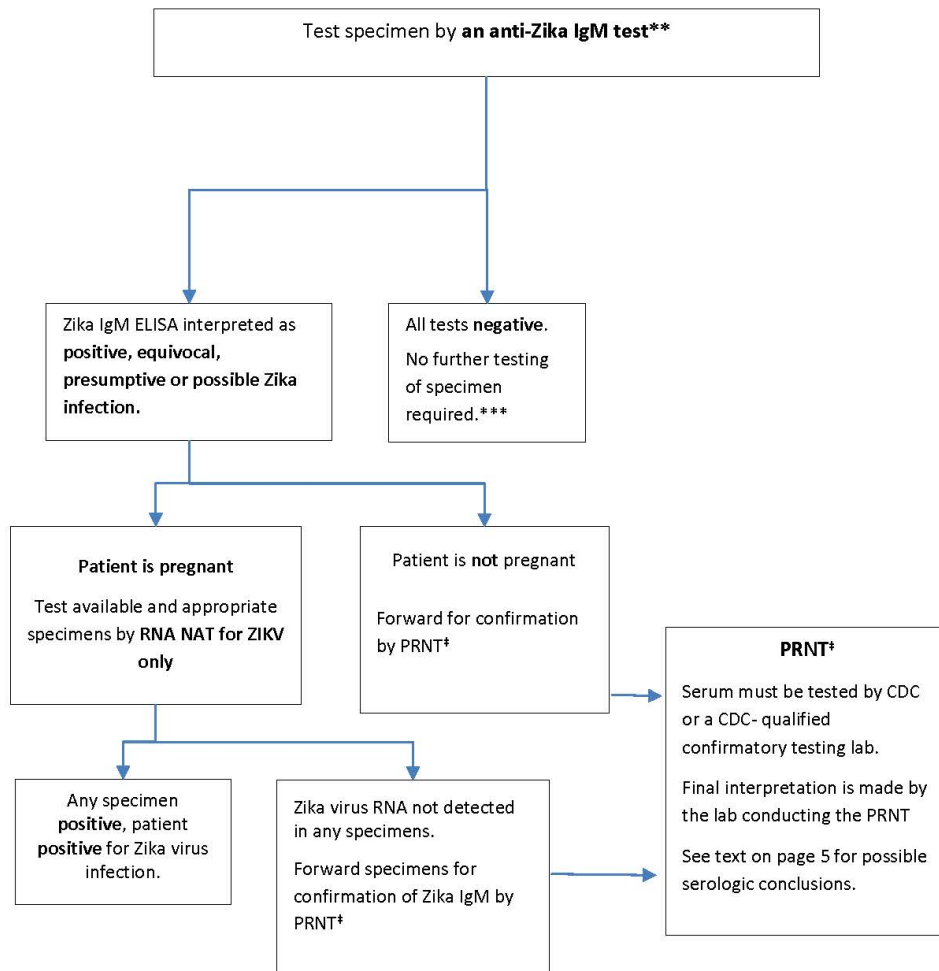 Test specimen by an anti-Zika IgM test**
Zika IgM ELISA interpreted as
positive, equivocal,
presumptive or possible Zika
infection.
All tests negative.
No further testing
of specimen
required.***
Patient is pregnant
Test available and appropriate
specimens by RNA NAT for ZIKV
only
Patient is not pregnant
Forward for confirmation
by PRNT‡
PRNT‡
Serum must be tested by CDC
or a CDC- qualified
confirmatory testing lab.
Final interpretation is made by
the lab conducting the PRNT
See text on page 5 for possible
serologic conclusions.
Any specimen
positive, patient
positive for Zika virus
infection.
Zika virus RNA not detected
in any specimens.
Forward specimens for
confirmation of Zika IgM by
PRNT‡